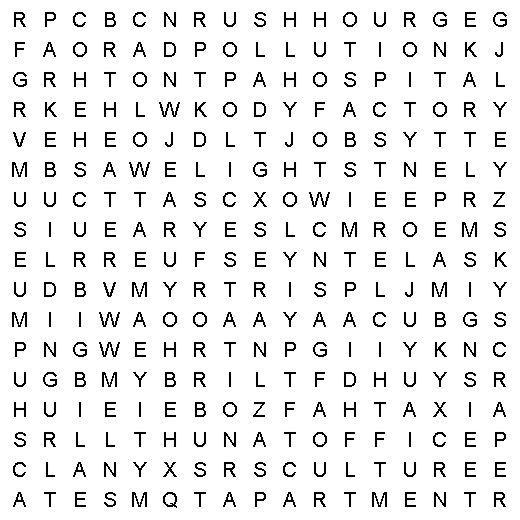 R P C B C N R U S H H O U R G E G
F A O R A D P O L L U T I O N K J
G R H T O N T P A H O S P I T A L
R K E H L W K O D Y F A C T O R Y
V E H E O J D L T J O B S Y T T E
M B S A W E L I G H T S T N E L Y
U U C T T A S C X O W I E E P R Z
S I U E A R Y E S L C M R O E M S
E L R R E U F S E Y N T E L A S K
U D B V M Y R T R I S P L J M I Y
M I I W A O O A A Y A A C U B G S
P N G W E H R T N P G I I Y K N C
U G B M Y B R I L T F D H U Y S R
H U I E I E B O Z F A H T A X I A
S R L L T H U N A T O F F I C E P
C L A N Y X S R S C U L T U R E E
A T E S M Q T A P A R T M E N T R